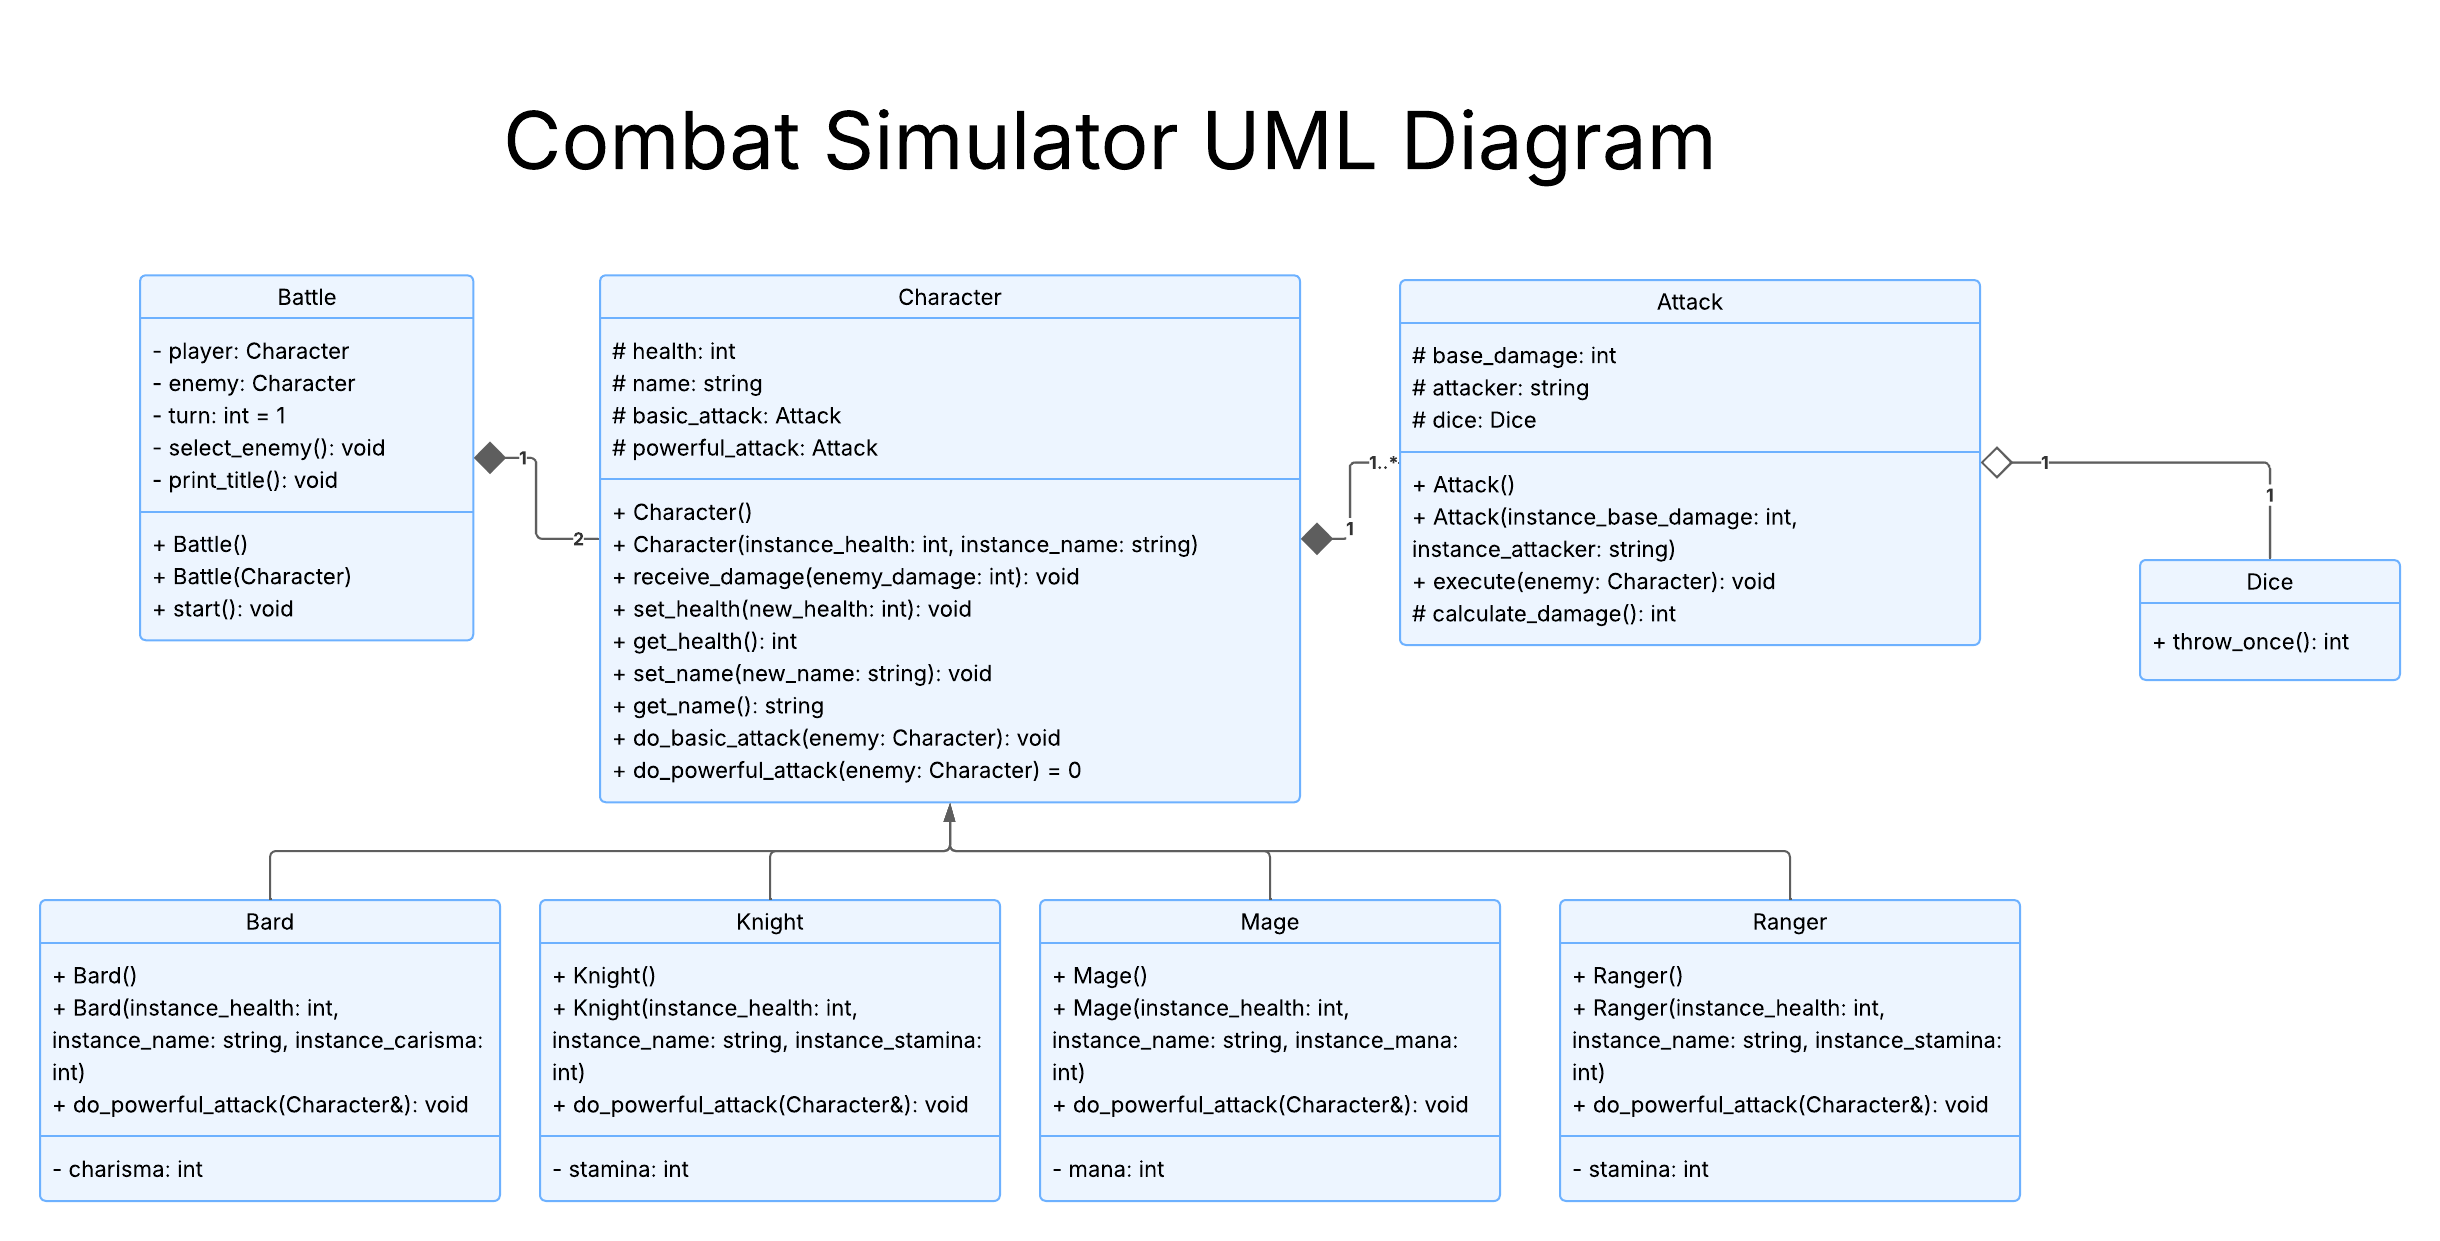 Combat Simulator UML Diagram
Battle
- player: Character
- enemy: Character
- turn: int = 1
- select_enemy(): void
- print_title(): void
+ Battle()
+ Battle(Character)
+ start(): void
1
2
Character
# health: int
# name: string
# basic_attack: Attack
# powerful_attack: Attack
+ Character()
+ Character(instance_health: int, instance_name: string)
+ receive_damage(enemy_damage: int): void
+ set_health(new_health: int): void
+ get_health(): int
+ set_name(new_name: string): void
+ get_name(): string
+ do_basic_attack(enemy: Character): void
+ do_powerful_attack(enemy: Character) = 0
1
1..*
Attack
# base_damage: int
# attacker: string
# dice: Dice
+ Attack()
+ Attack(instance_base_damage: int,
instance_attacker: string)
+ execute(enemy: Character): void
# calculate_damage(): int
1
1
Dice
+ throw_once(): int
Bard
+ Bard()
+ Bard(instance_health: int,
instance_name: string, instance_carisma:
int)
+ do_powerful_attack(Character&): void
- charisma: int
Knight
+ Knight()
+ Knight(instance_health: int,
instance_name: string, instance_stamina:
int)
+ do_powerful_attack(Character&): void
- stamina: int
Mage
+ Mage()
+ Mage(instance_health: int,
instance_name: string, instance_mana:
int)
+ do_powerful_attack(Character&): void
- mana: int
Ranger
+ Ranger()
+ Ranger(instance_health: int,
instance_name: string, instance_stamina:
int)
+ do_powerful_attack(Character&): void
- stamina: int